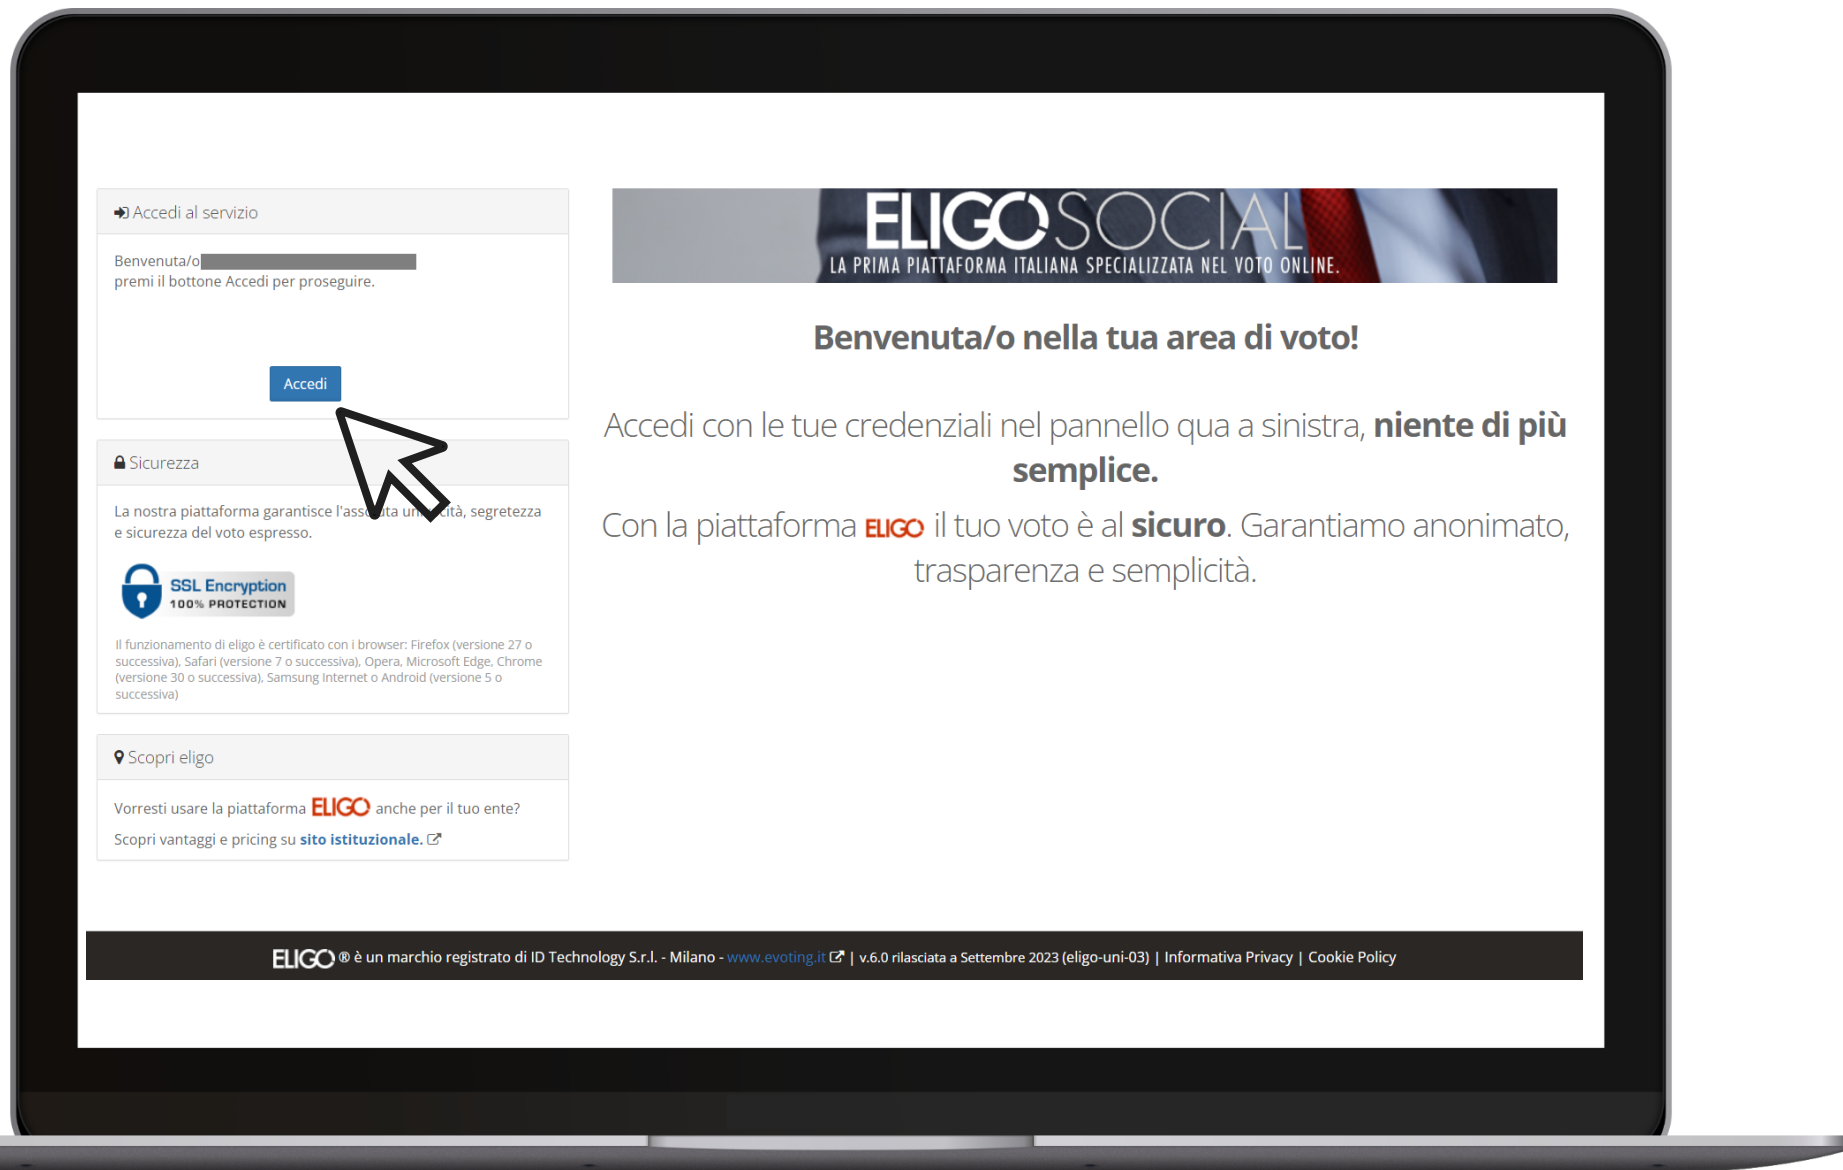 Accedi al servizio
Benvenuta/o
premi il bottone Accedi per proseguire.
Accedi
Sicurezza
La nostra piattaforma garantisce l'assoluta univocità, segretezza
e sicurezza del voto espresso.
SSL Encryption
100% PROTECTION
Il funzionamento di eligo è certificato con i browser: Firefox (versione 27 o
successiva), Safari (versione 7 o successiva), Opera, Microsoft Edge, Chrome
(versione 30 o successiva), Samsung Internet o Android (versione 5 o
successiva)
Scopri eligo
Vorresti usare la piattaforma ELIGO anche per il tuo ente?
Scopri vantaggi e pricing su sito istituzionale.
ELIGOSOCIAL
LA PRIMA PIATTAFORMA ITALIANA SPECIALIZZATA NEL VOTO ONLINE.
Benvenuta/o nella tua area di voto!
Accedi con le tue credenziali nel pannello qua a sinistra, niente di più
semplice.
Con la piattaforma ELIGO il tuo voto è al sicuro. Garantiamo anonimato,
trasparenza e semplicità.
ELIGO ® è un marchio registrato di ID Technology S.r.l. - Milano - www.evoting.it | v.6.0 rilasciata a Settembre 2023 (eligo-uni-03) | Informativa Privacy | Cookie Policy